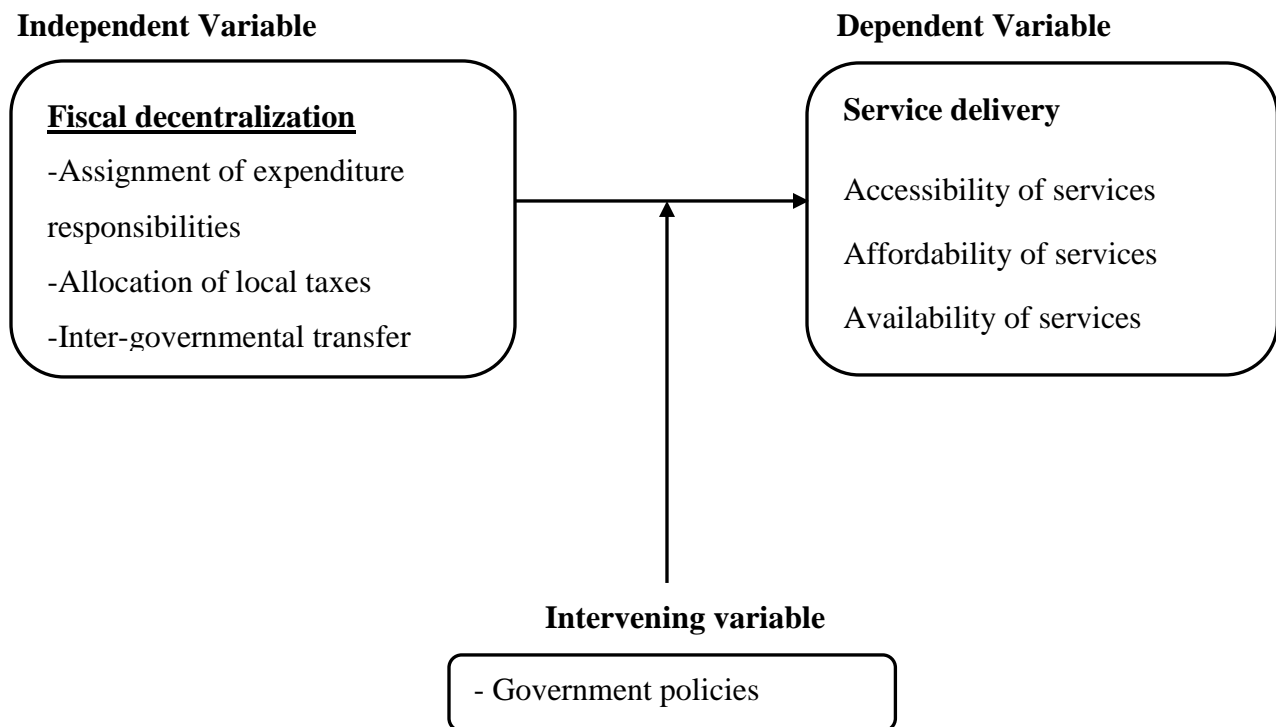 Independent Variable
Dependent Variable
Fiscal decentralization
-Assignment of expenditure
responsibilities
-Allocation of local taxes
-Inter-governmental transfer
Service delivery
Accessibility of services
Affordability of services
Availability of services
Intervening variable
- Government policies